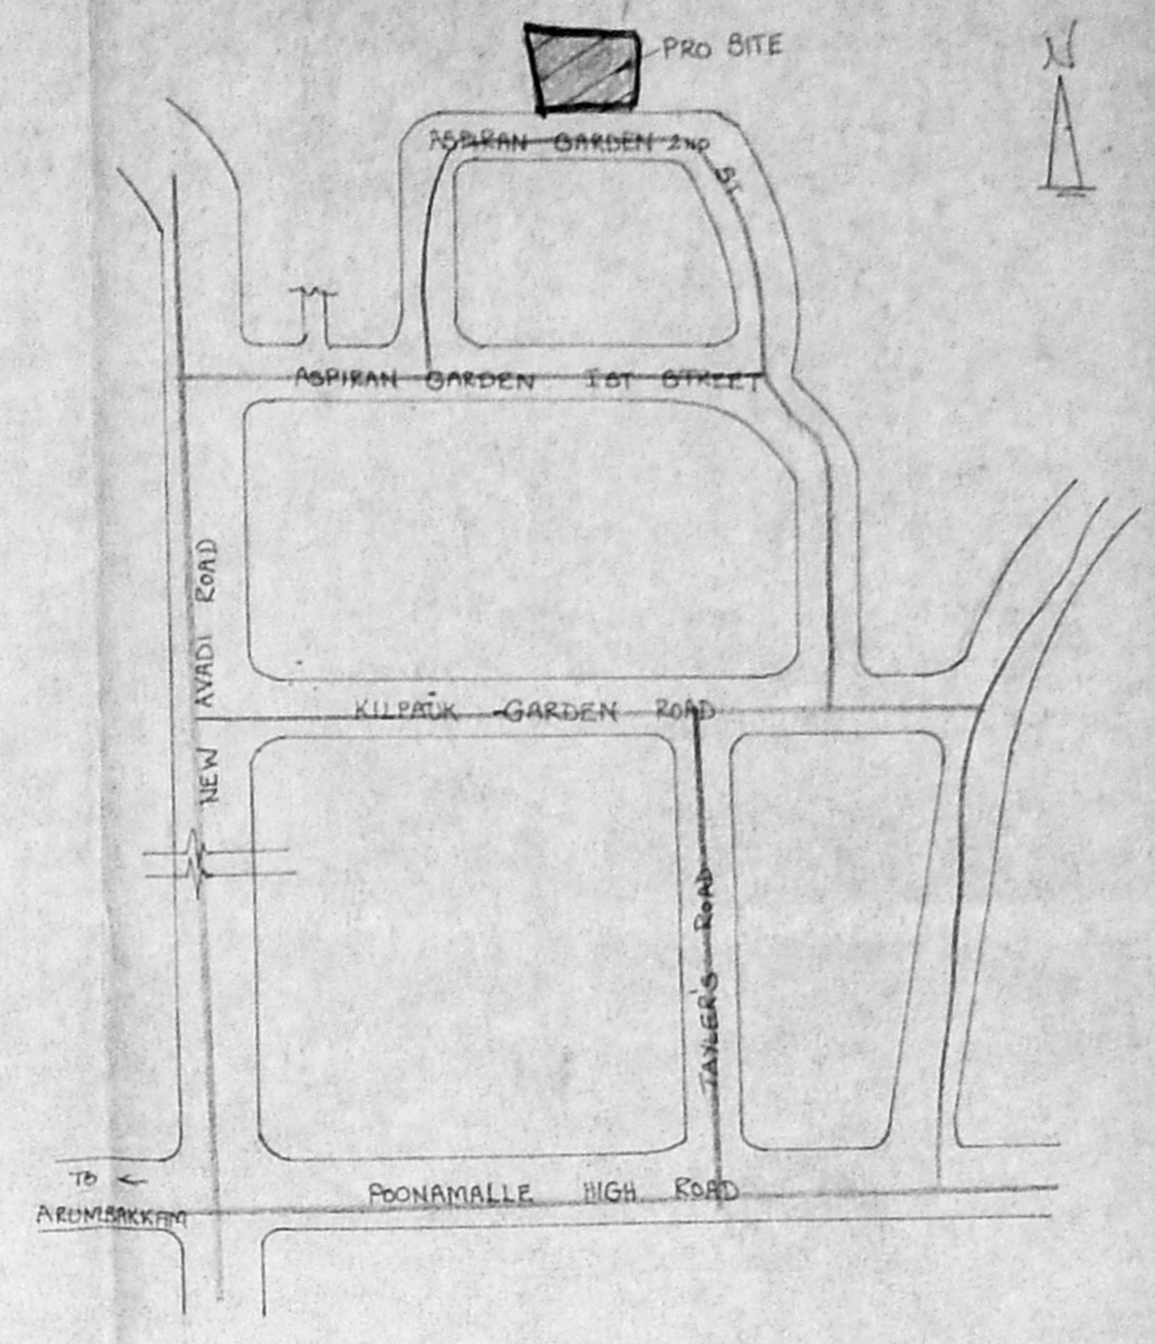 N
PRO SITE
ASPIRAN GARDEN 2ND ST
ASPIRAN GARDEN IST STREET
NEW AVADI ROAD
KILPAUK GARDEN ROAD
TAYLER'S ROAD
TO ←
ARUMBAKKAM
POONAMALLE HIGH ROAD